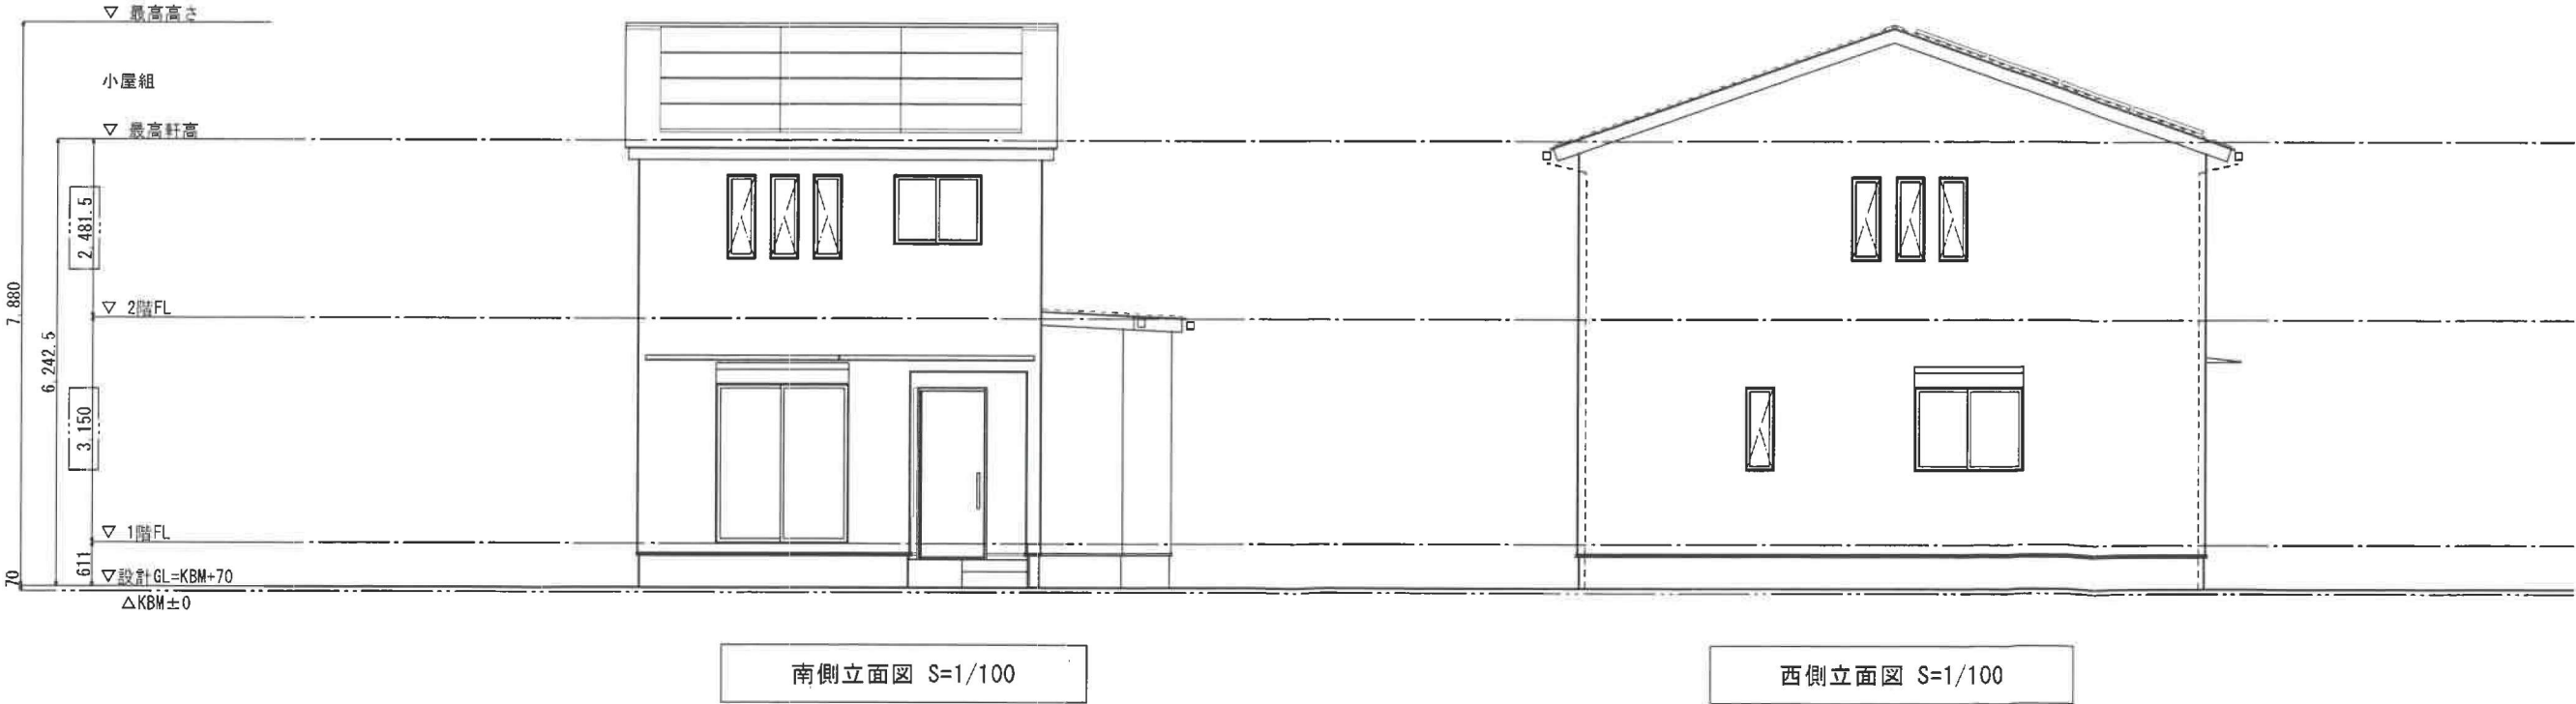 ▽ 最高高さ
小屋組
▽ 最高軒高
2,481.5
7,880
▽ 2階FL
6,242.5
3,150
▽ 1階FL
611
70
▽設計GL=KBM+70
△KBM±0
南側立面図 S=1/100
西側立面図 S=1/100